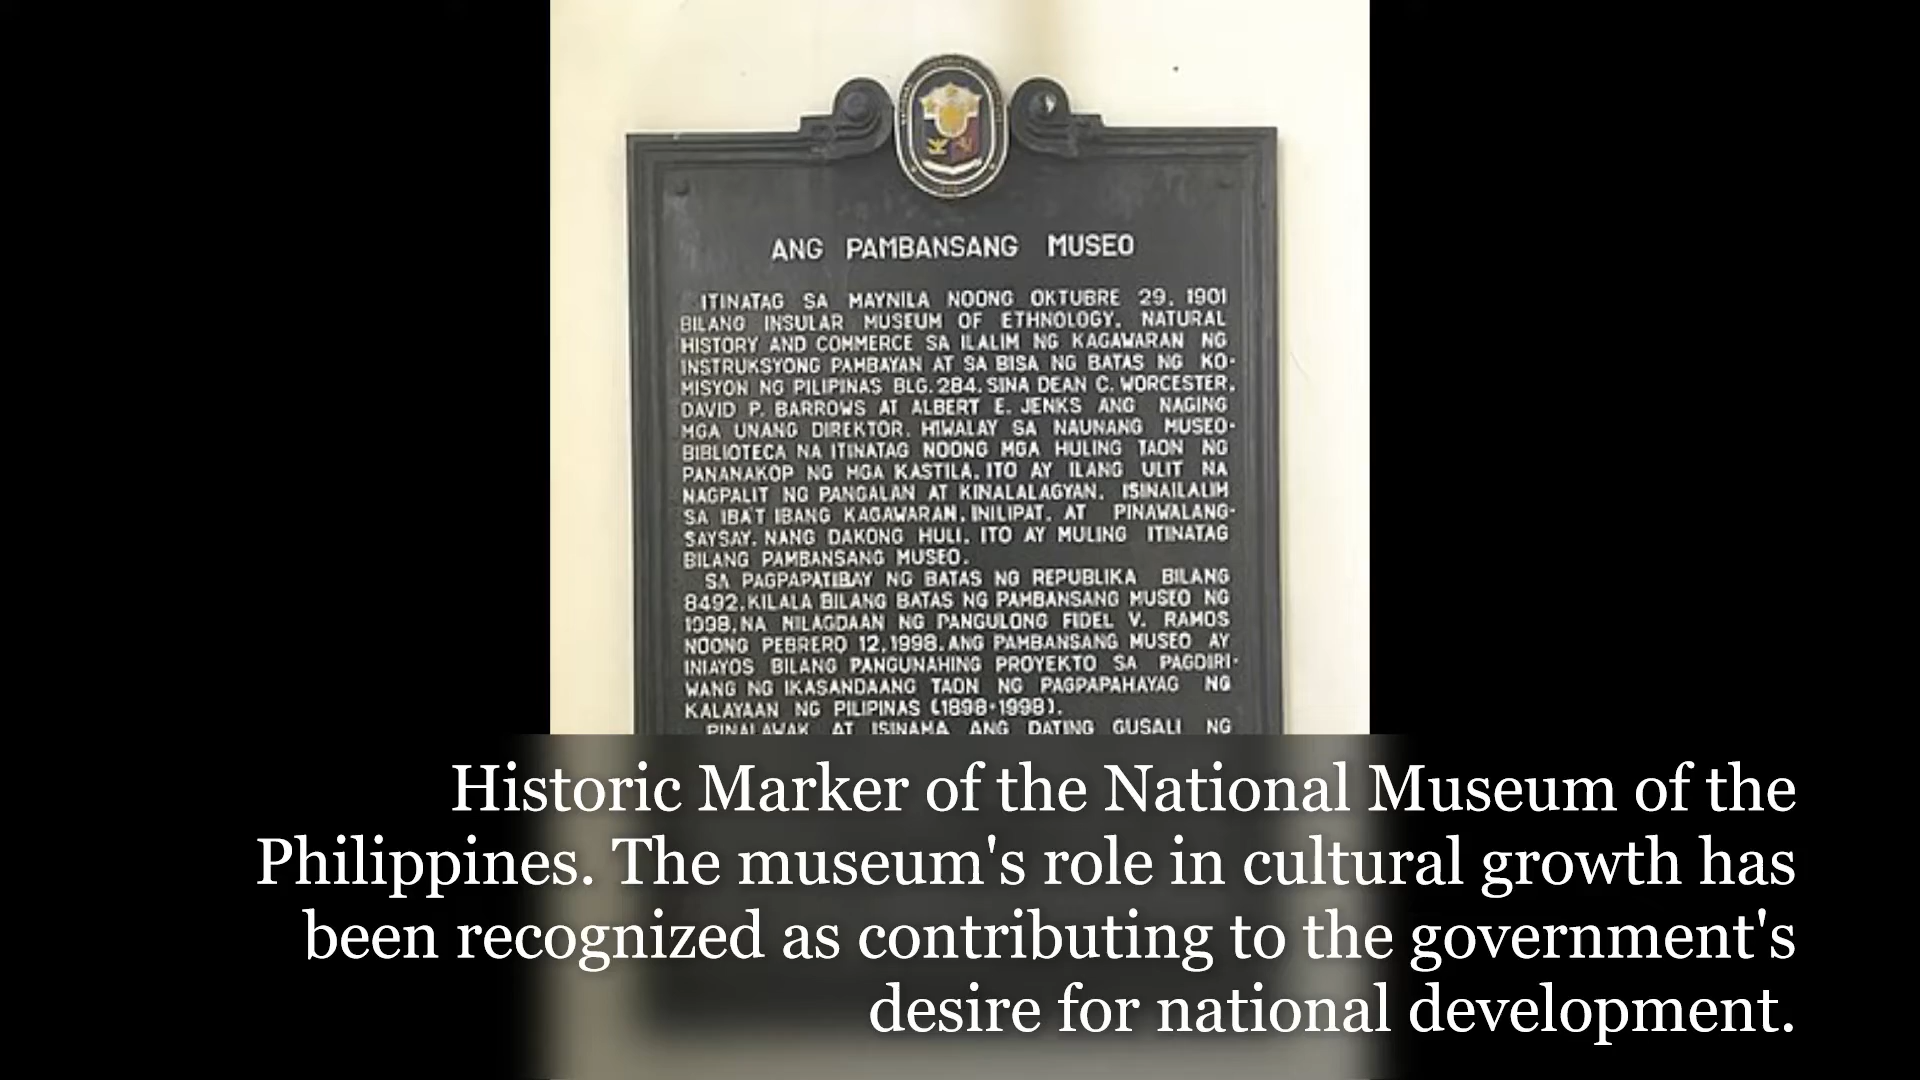 ANG PAMBANSANG MUSEO
ITINATAG SA MAYNILA NOONG OKTUBRE 29, 1901
BILANG INSULAR MUSEUM OF ETHNOLOGY, NATURAL
HISTORY AND COMMERCE SA ILALIM NG KAGAWARAN NG
INSTRUKSYONG PAMBAYAN AT SA BISA NG BATAS NG KO-
MISYON NG PILIPINAS BLG. 284. SINA DEAN C. WORCESTER,
DAVID P. BARROWS AT ALBERT E. JENKS ANG NAGING
MGA UNANG DIREKTOR. HIWALAY SA NAUNANG MUSEO-
BIBLIOTECA NA ITINATAG NOONG MGA HULING TAON NG
PANANAKOP NG MGA KASTILA, ITO AY ILANG ULIT NA
NAGPALIT NG PANGALAN AT KINALALAGYAN, ISINAILALIM
SA IBA'T IBANG KAGAWARAN, INILIPAT, AT PINAWALANG-
SAYSAY. NANG DAKONG HULI, ITO AY MULING ITINATAG
BILANG PAMBANSANG MUSEO.
SA PAGPAPATIBAY NG BATAS NG REPUBLIKA BILANG
8492, KILALA BILANG BATAS NG PAMBANSANG MUSEO NG
1998, NA NILAGDAAN NG PANGULONG FIDEL V. RAMOS
NOONG PEBRERO 12, 1998, ANG PAMBANSANG MUSEO AY
INIAYOS BILANG PANGUNAHING PROYEKTO SA PAGDIRI-
WANG NG IKASANDAANG TAON NG PAGPAPAHAYAG NG
KALAYAAN NG PILIPINAS (1898-1998).
PINALAWAK AT ISINAMA ANG DATING GUSALI NG
Historic Marker of the National Museum of the
Philippines. The museum's role in cultural growth has
been recognized as contributing to the government's
desire for national development.